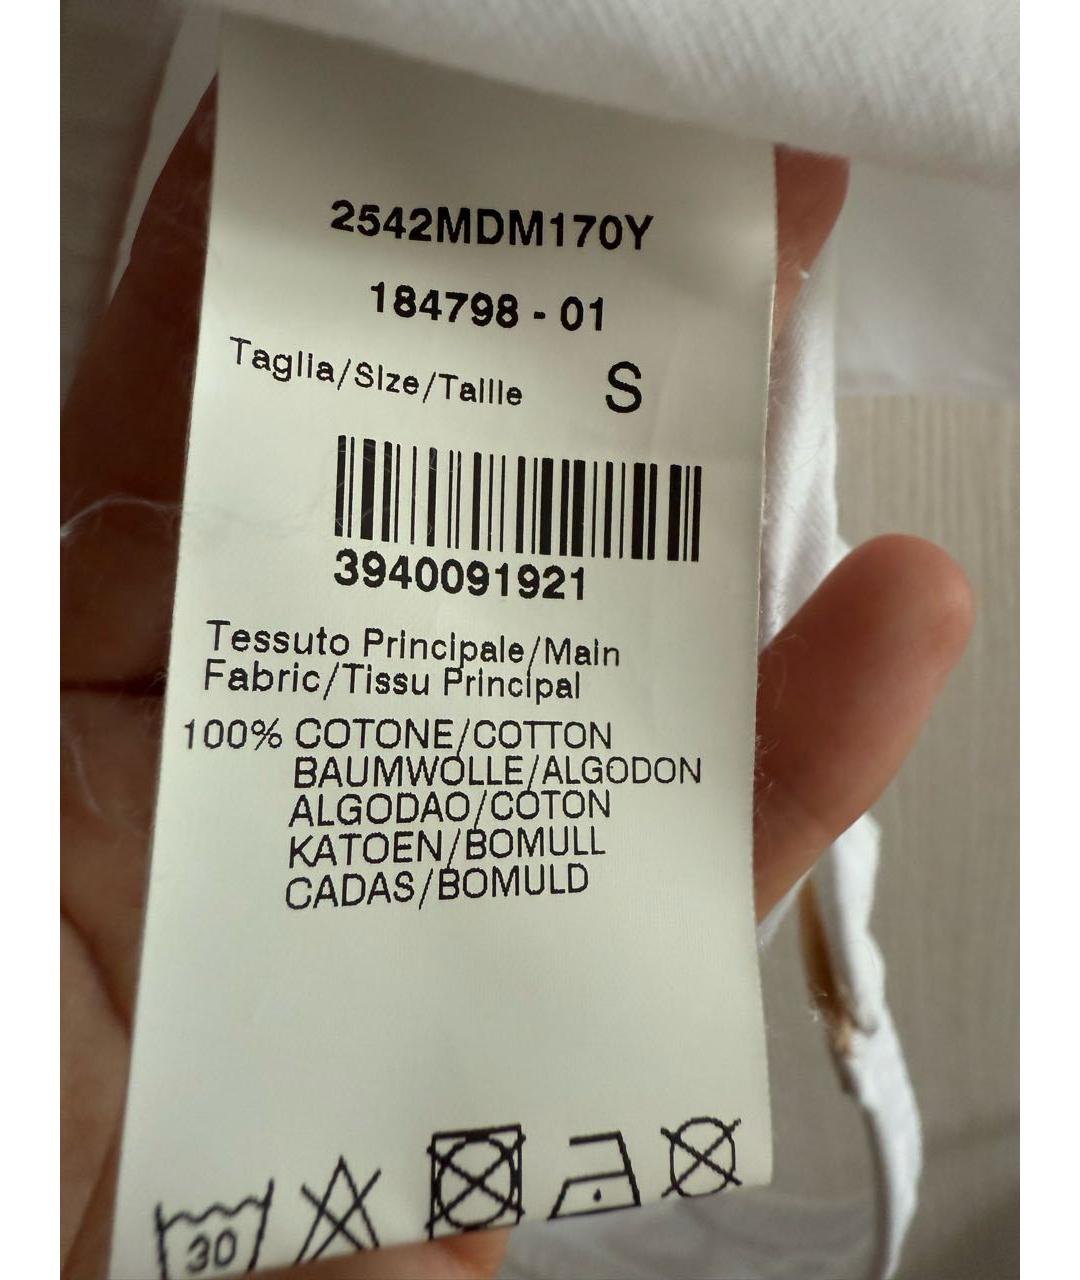 2542MDM170Y
184798 - 01
Taglia/Size/Taille S
3940091921
Tessuto Principale/Main
Fabric/Tissu Principal
100% COTONE/COTTON
BAUMWOLLE/ALGODON
ALGODAO/COTON
KATOEN/BOMULL
CADAS/BOMULD
30